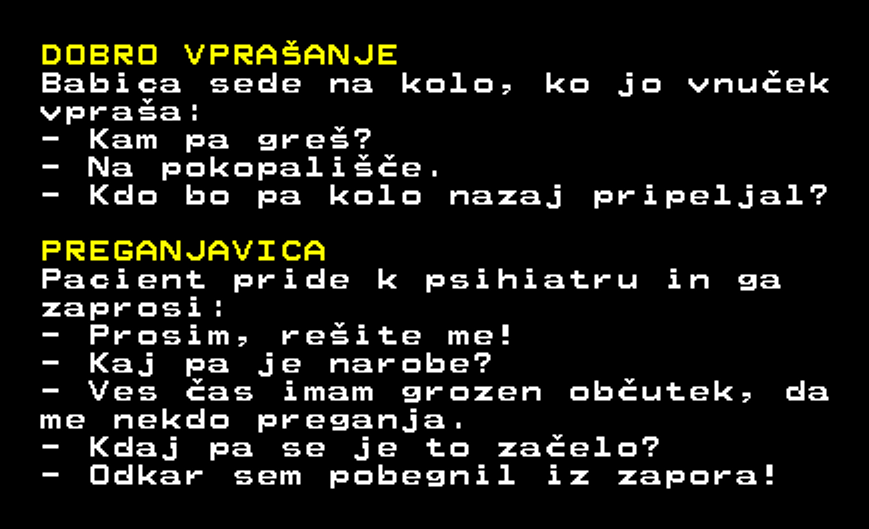 DOBRO VPRAŠANJE
Babica sede na kolo, ko jo vnuček
vpraša:
- Kam pa greš?
- Na pokopališče.
- Kdo bo pa kolo nazaj pripeljal?
PREGANJAVICA
Pacient pride k psihiatru in ga
zaprosi:
- Prosim, rešite me!
- Kaj pa je narobe?
- Ves čas imam grozen občutek, da
me nekdo preganja.
- Kdaj pa se je to začelo?
- Odkar sem pobegnil iz zapora!